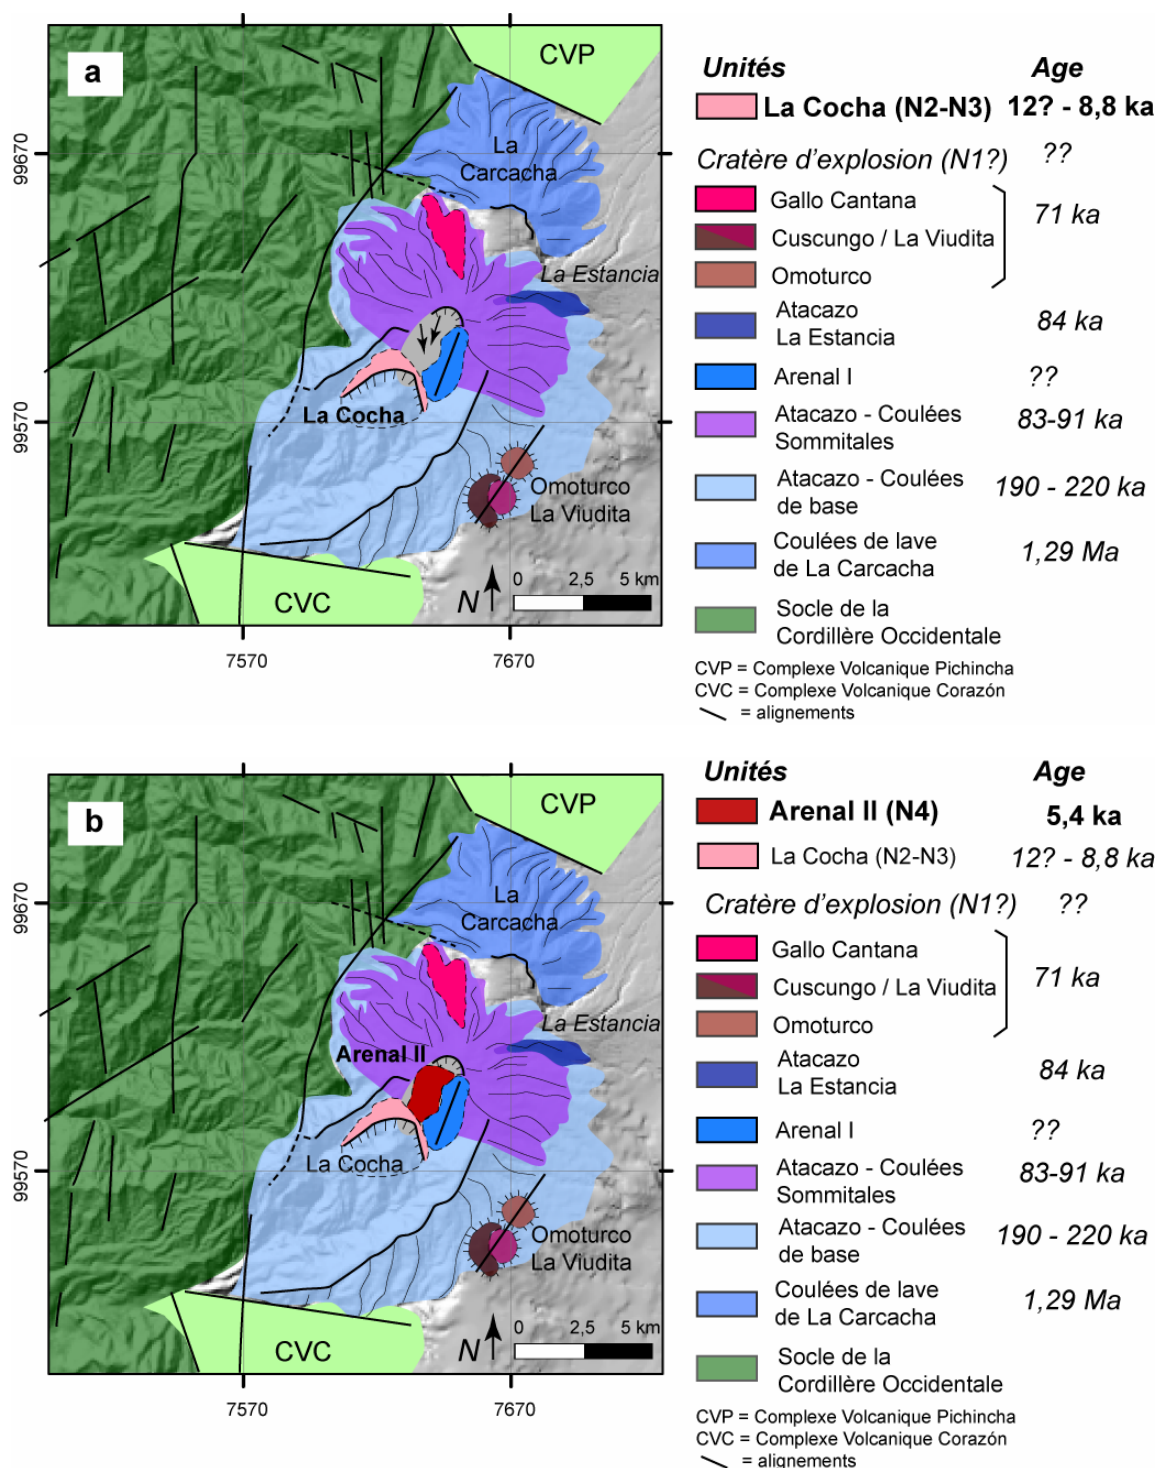 a
CVP
La
Carcacha
La Estancia
La Cocha
Omoturco
La Viudita
CVC
N
0 2,5 5 km
99670
99570
7570 7670
Unités Age
La Cocha (N2-N3) 12? - 8,8 ka
Cratère d'explosion (N1?) ??
Gallo Cantana
71 ka
Cuscungo / La Viudita
Omoturco
Atacazo
La Estancia
84 ka
Arenal I ??
Atacazo - Coulées
Sommitales
83-91 ka
Atacazo - Coulées
de base
190 - 220 ka
Coulées de lave
de La Carcacha
1,29 Ma
Socle de la
Cordillère Occidentale
CVP = Complexe Volcanique Pichincha
CVC = Complexe Volcanique Corazón
= alignements
b
CVP
La
Carcacha
La Estancia
Arenal II
La Cocha
Omoturco
La Viudita
CVC
N
0 2,5 5 km
99670
99570
7570 7670
Unités Age
Arenal II (N4) 5,4 ka
La Cocha (N2-N3) 12? - 8,8 ka
Cratère d'explosion (N1?) ??
Gallo Cantana
Cuscungo / La Viudita
71 ka
Omoturco
Atacazo
La Estancia
84 ka
Arenal I ??
Atacazo - Coulées
Sommitales
83-91 ka
Atacazo - Coulées
de base
190 - 220 ka
Coulées de lave
de La Carcacha
1,29 Ma
Socle de la
Cordillère Occidentale
CVP = Complexe Volcanique Pichincha
CVC = Complexe Volcanique Corazón
= alignements